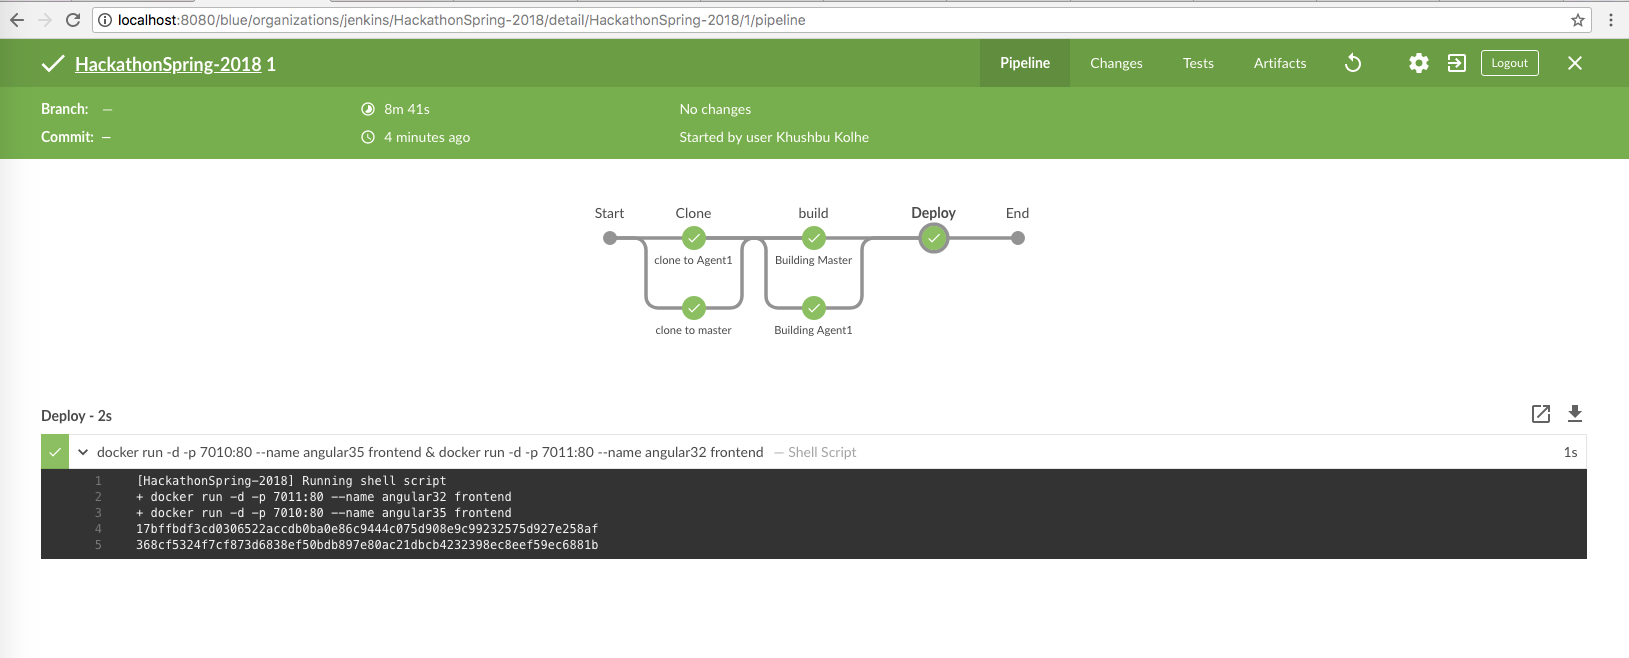 localhost:8080/blue/organizations/jenkins/HackathonSpring-2018/detail/HackathonSpring-2018/1/pipeline
HackathonSpring-2018 1 Pipeline Changes Tests Artifacts Logout
Branch: — 8m 41s No changes
Commit: — 4 minutes ago Started by user Khushbu Kolhe
Start Clone build Deploy End
clone to Agent1 Building Master
clone to master Building Agent1
Deploy - 2s
docker run -d -p 7010:80 --name angular35 frontend & docker run -d -p 7011:80 --name angular32 frontend — Shell Script 1s
1 [HackathonSpring-2018] Running shell script
2 + docker run -d -p 7011:80 --name angular32 frontend
3 + docker run -d -p 7010:80 --name angular35 frontend
4 17bffbdf3cd0306522accdb0ba0e86c9444c075d908e9c99232575d927e258af
5 368cf5324f7cf873d6838ef50bdb897e80ac21dbcb4232398ec8eef59ec6881b